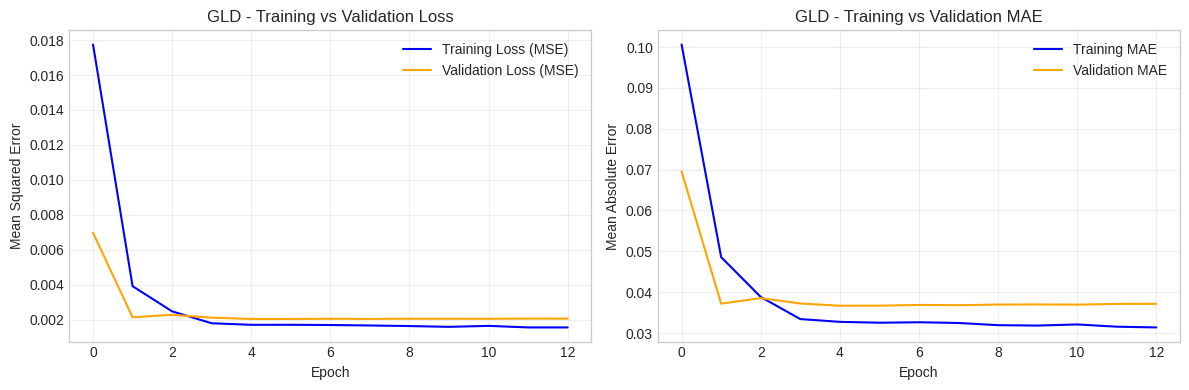 GLD - Training vs Validation Loss
Training Loss (MSE)
Validation Loss (MSE)
Mean Squared Error
0.018
0.016
0.014
0.012
0.010
0.008
0.006
0.004
0.002
0 2 4 6 8 10 12
Epoch
GLD - Training vs Validation MAE
Training MAE
Validation MAE
Mean Absolute Error
0.10
0.09
0.08
0.07
0.06
0.05
0.04
0.03
0 2 4 6 8 10 12
Epoch